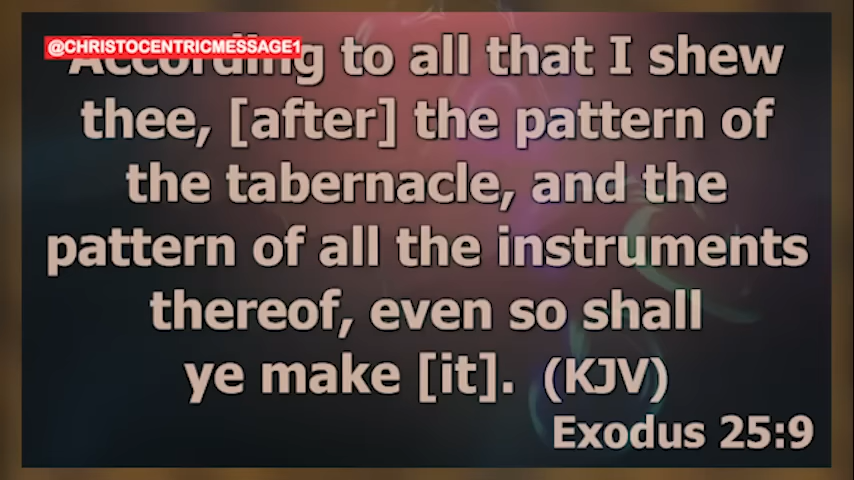 @CHRISTOCENTRICMESSAGE1
According to all that I shew
thee, [after] the pattern of
the tabernacle, and the
pattern of all the instruments
thereof, even so shall
ye make [it]. (KJV)
Exodus 25:9